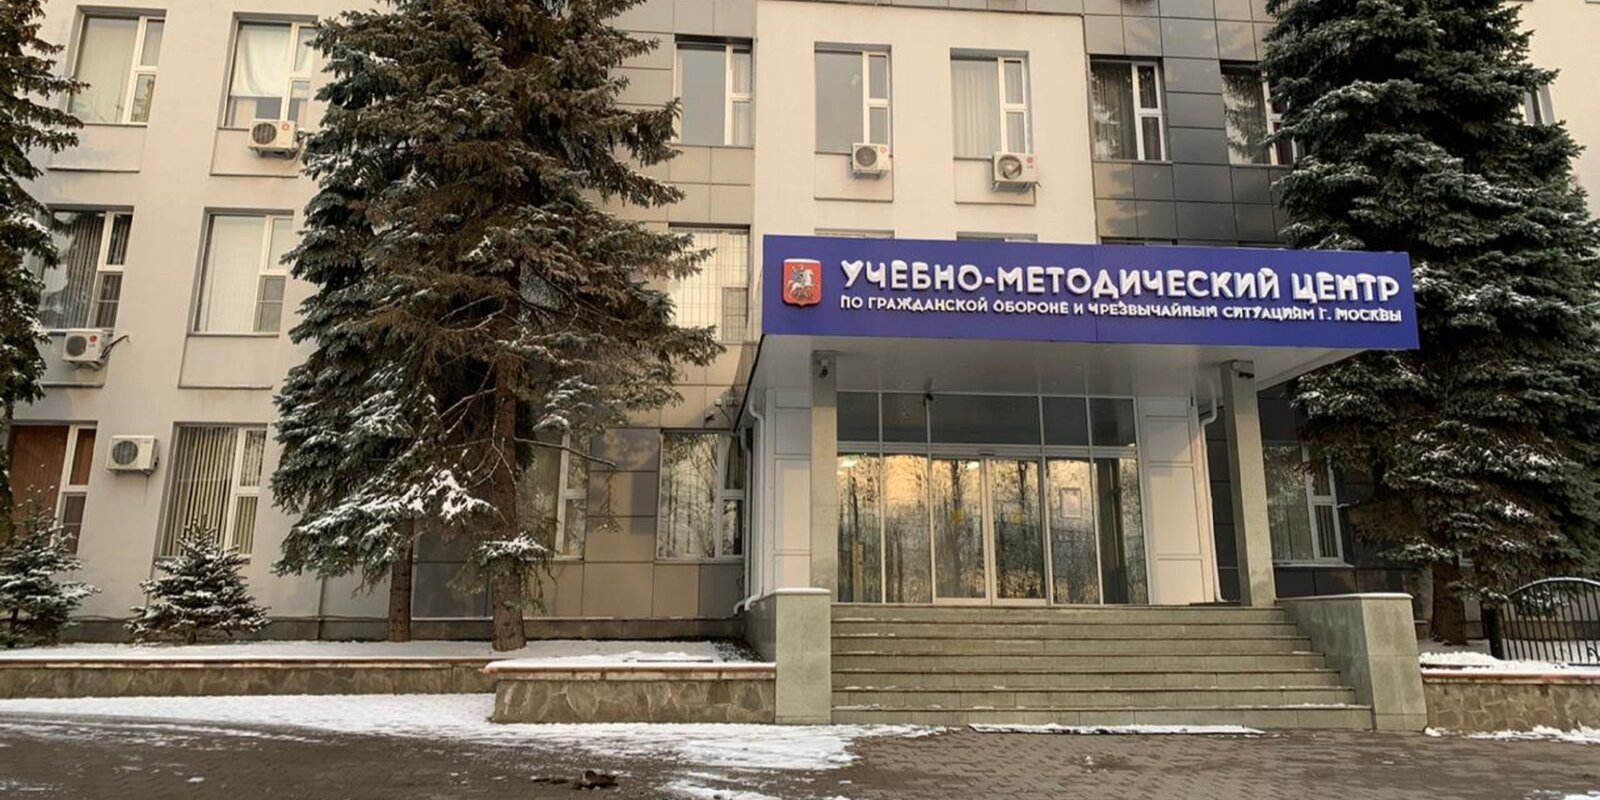 УЧЕБНО-МЕТОДИЧЕСКИЙ ЦЕНТР
ПО ГРАЖДАНСКОЙ ОБОРОНЕ И ЧРЕЗВЫЧАЙНЫМ СИТУАЦИЯМ Г. МОСКВЫ